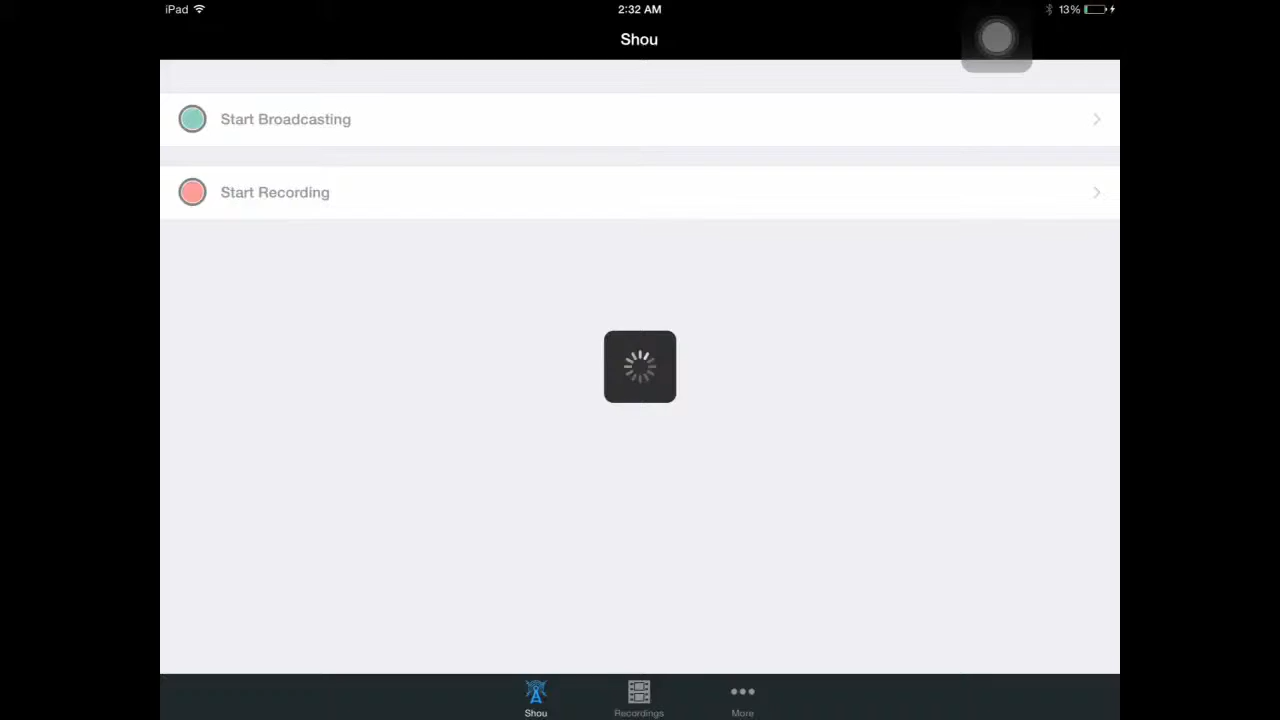 iPad 2:32 AM 13%
Shou
Start Broadcasting
Start Recording
Shou Recordings More